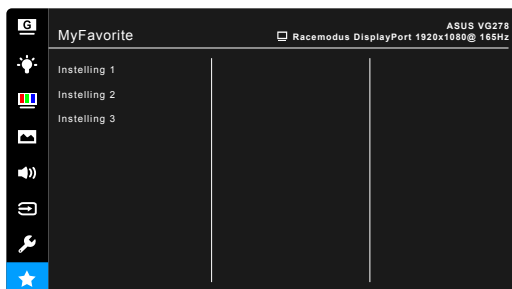 G
ASUS VG278
MyFavorite
Racemodus DisplayPort 1920x1080@ 165Hz
Instelling 1
Instelling 2
Instelling 3